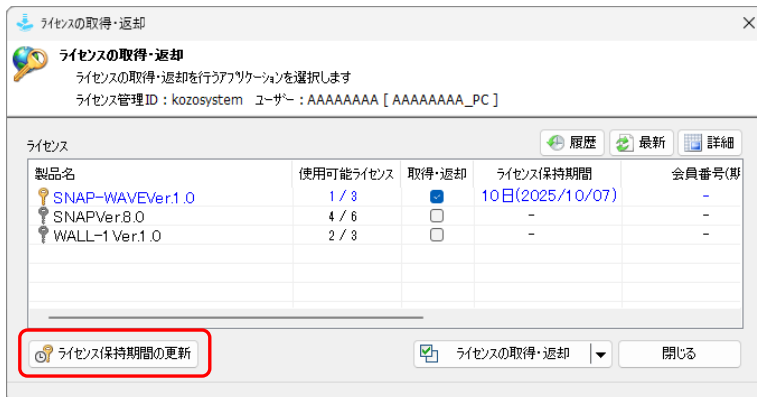 ライセンスの取得・返却
ライセンスの取得・返却
ライセンスの取得・返却を行うアプリケーションを選択します
ライセンス管理ID：kozosystem ユーザー：AAAAAAAA [ AAAAAAAA_PC ]
ライセンス 履歴 最新 詳細
製品名 使用可能ライセンス 取得・返却 ライセンス保持期間 会員番号(期
SNAP-WAVEVer.1.0 1 / 3 10日(2025/10/07) -
SNAPVer.8.0 4 / 6 - -
WALL-1 Ver.1.0 2 / 3 - -
ライセンス保持期間の更新 ライセンスの取得・返却 閉じる